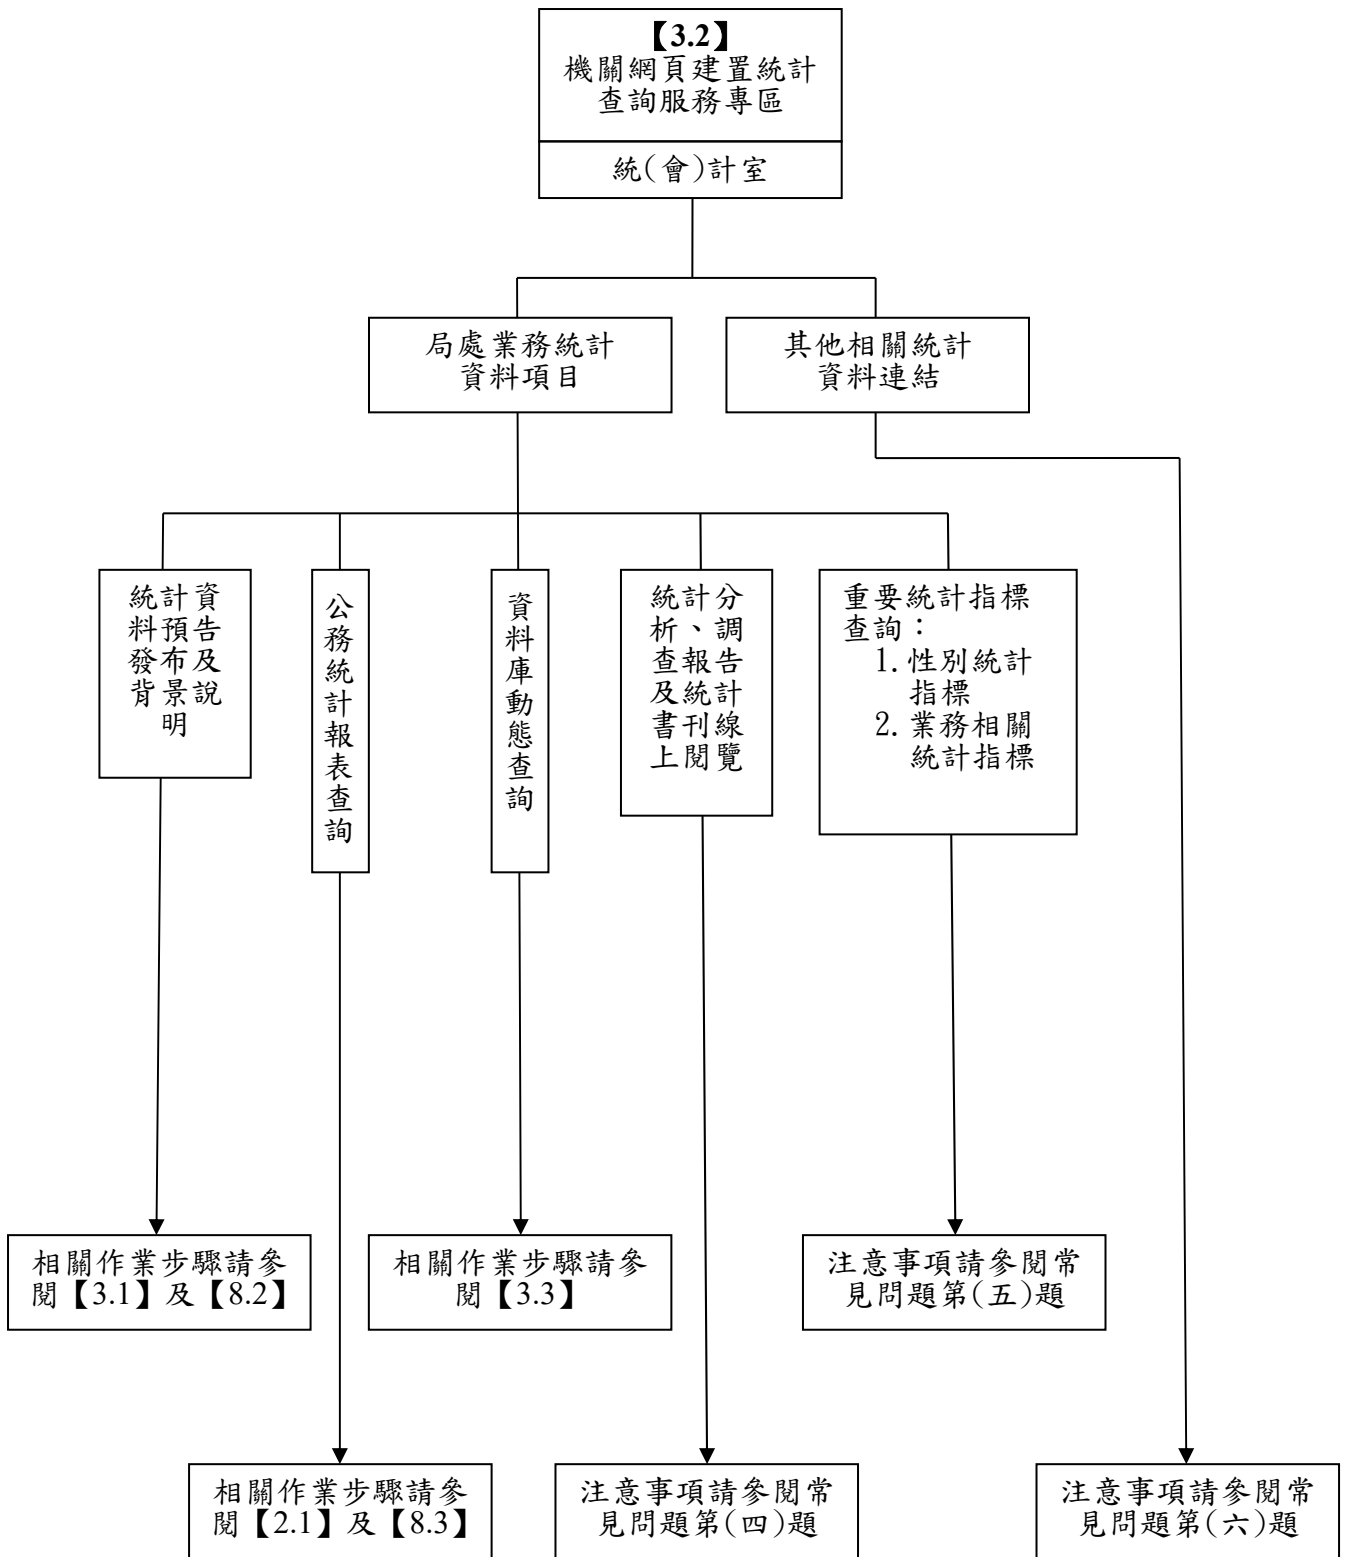 【3.2】
機關網頁建置統計
查詢服務專區
統(會)計室
局處業務統計
資料項目
其他相關統計
資料連結
統計資
料預告
發布及
背景說
明
公務統計報表查詢
資料庫動態查詢
統計分
析、調
查報告
及統計
書刊線
上閱覽
重要統計指標
查詢：
1.性別統計
指標
2.業務相關
統計指標
相關作業步驟請參
閱【3.1】及【8.2】
相關作業步驟請參
閱【3.3】
注意事項請參閱常
見問題第(五)題
相關作業步驟請參
閱【2.1】及【8.3】
注意事項請參閱常
見問題第(四)題
注意事項請參閱常
見問題第(六)題